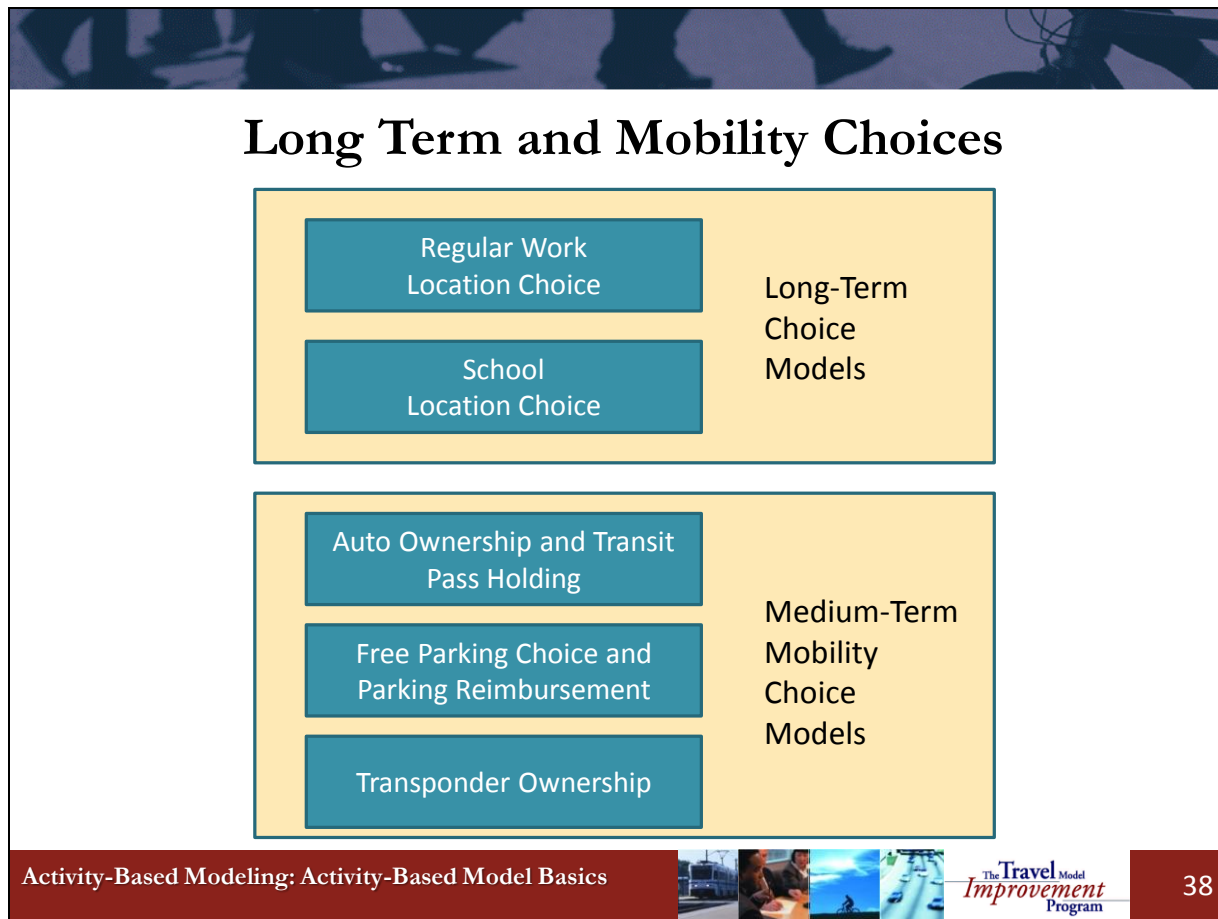 Long Term and Mobility Choices
Regular Work
Location Choice
School
Location Choice
Long-Term
Choice
Models
Auto Ownership and Transit
Pass Holding
Free Parking Choice and
Parking Reimbursement
Transponder Ownership
Medium-Term
Mobility
Choice
Models
Activity-Based Modeling: Activity-Based Model Basics
The Travel Model
Improvement
Program
38